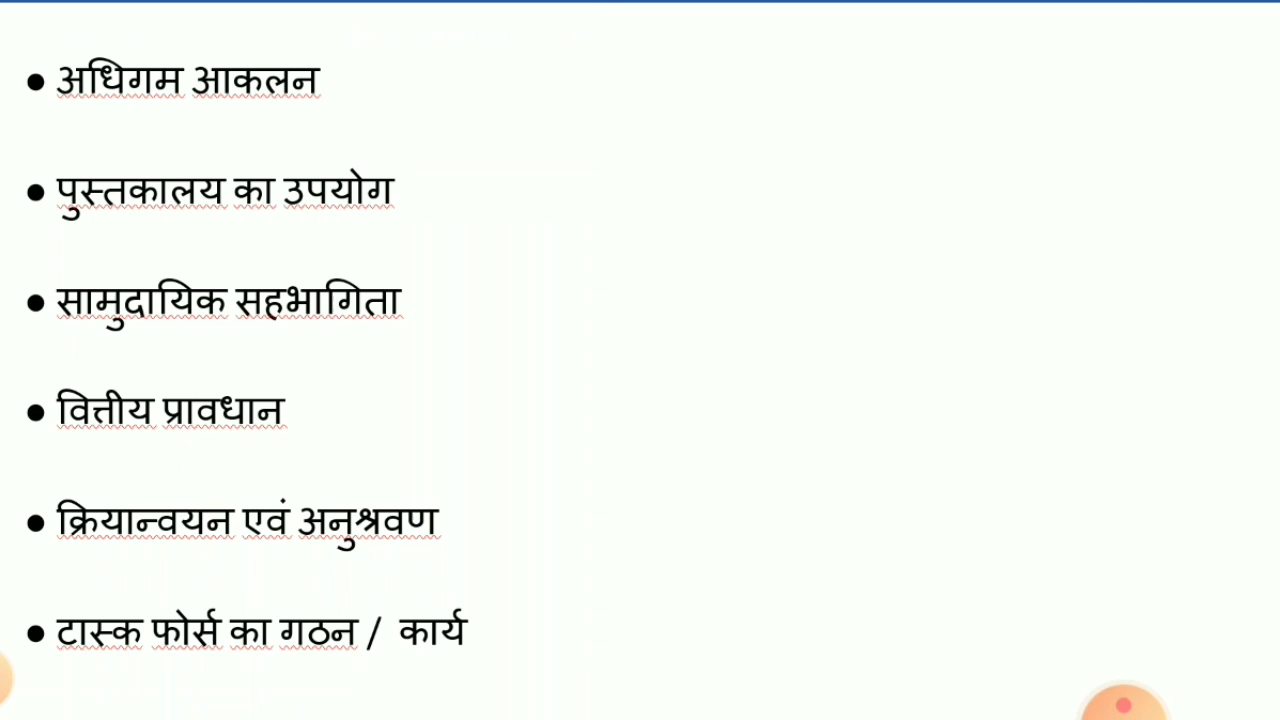 ● अधिगम आकलन
● पुस्तकालय का उपयोग
● सामुदायिक सहभागिता
● वित्तीय प्रावधान
● क्रियान्वयन एवं अनुश्रवण
● टास्क फोर्स का गठन / कार्य